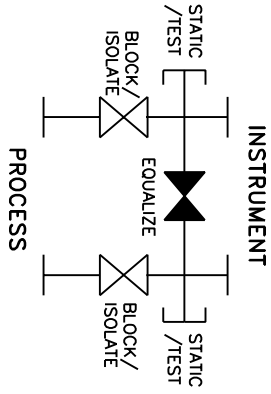 INSTRUMENT
STATIC
/TEST
STATIC
/TEST
EQUALIZE
BLOCK/
ISOLATE
BLOCK/
ISOLATE
PROCESS